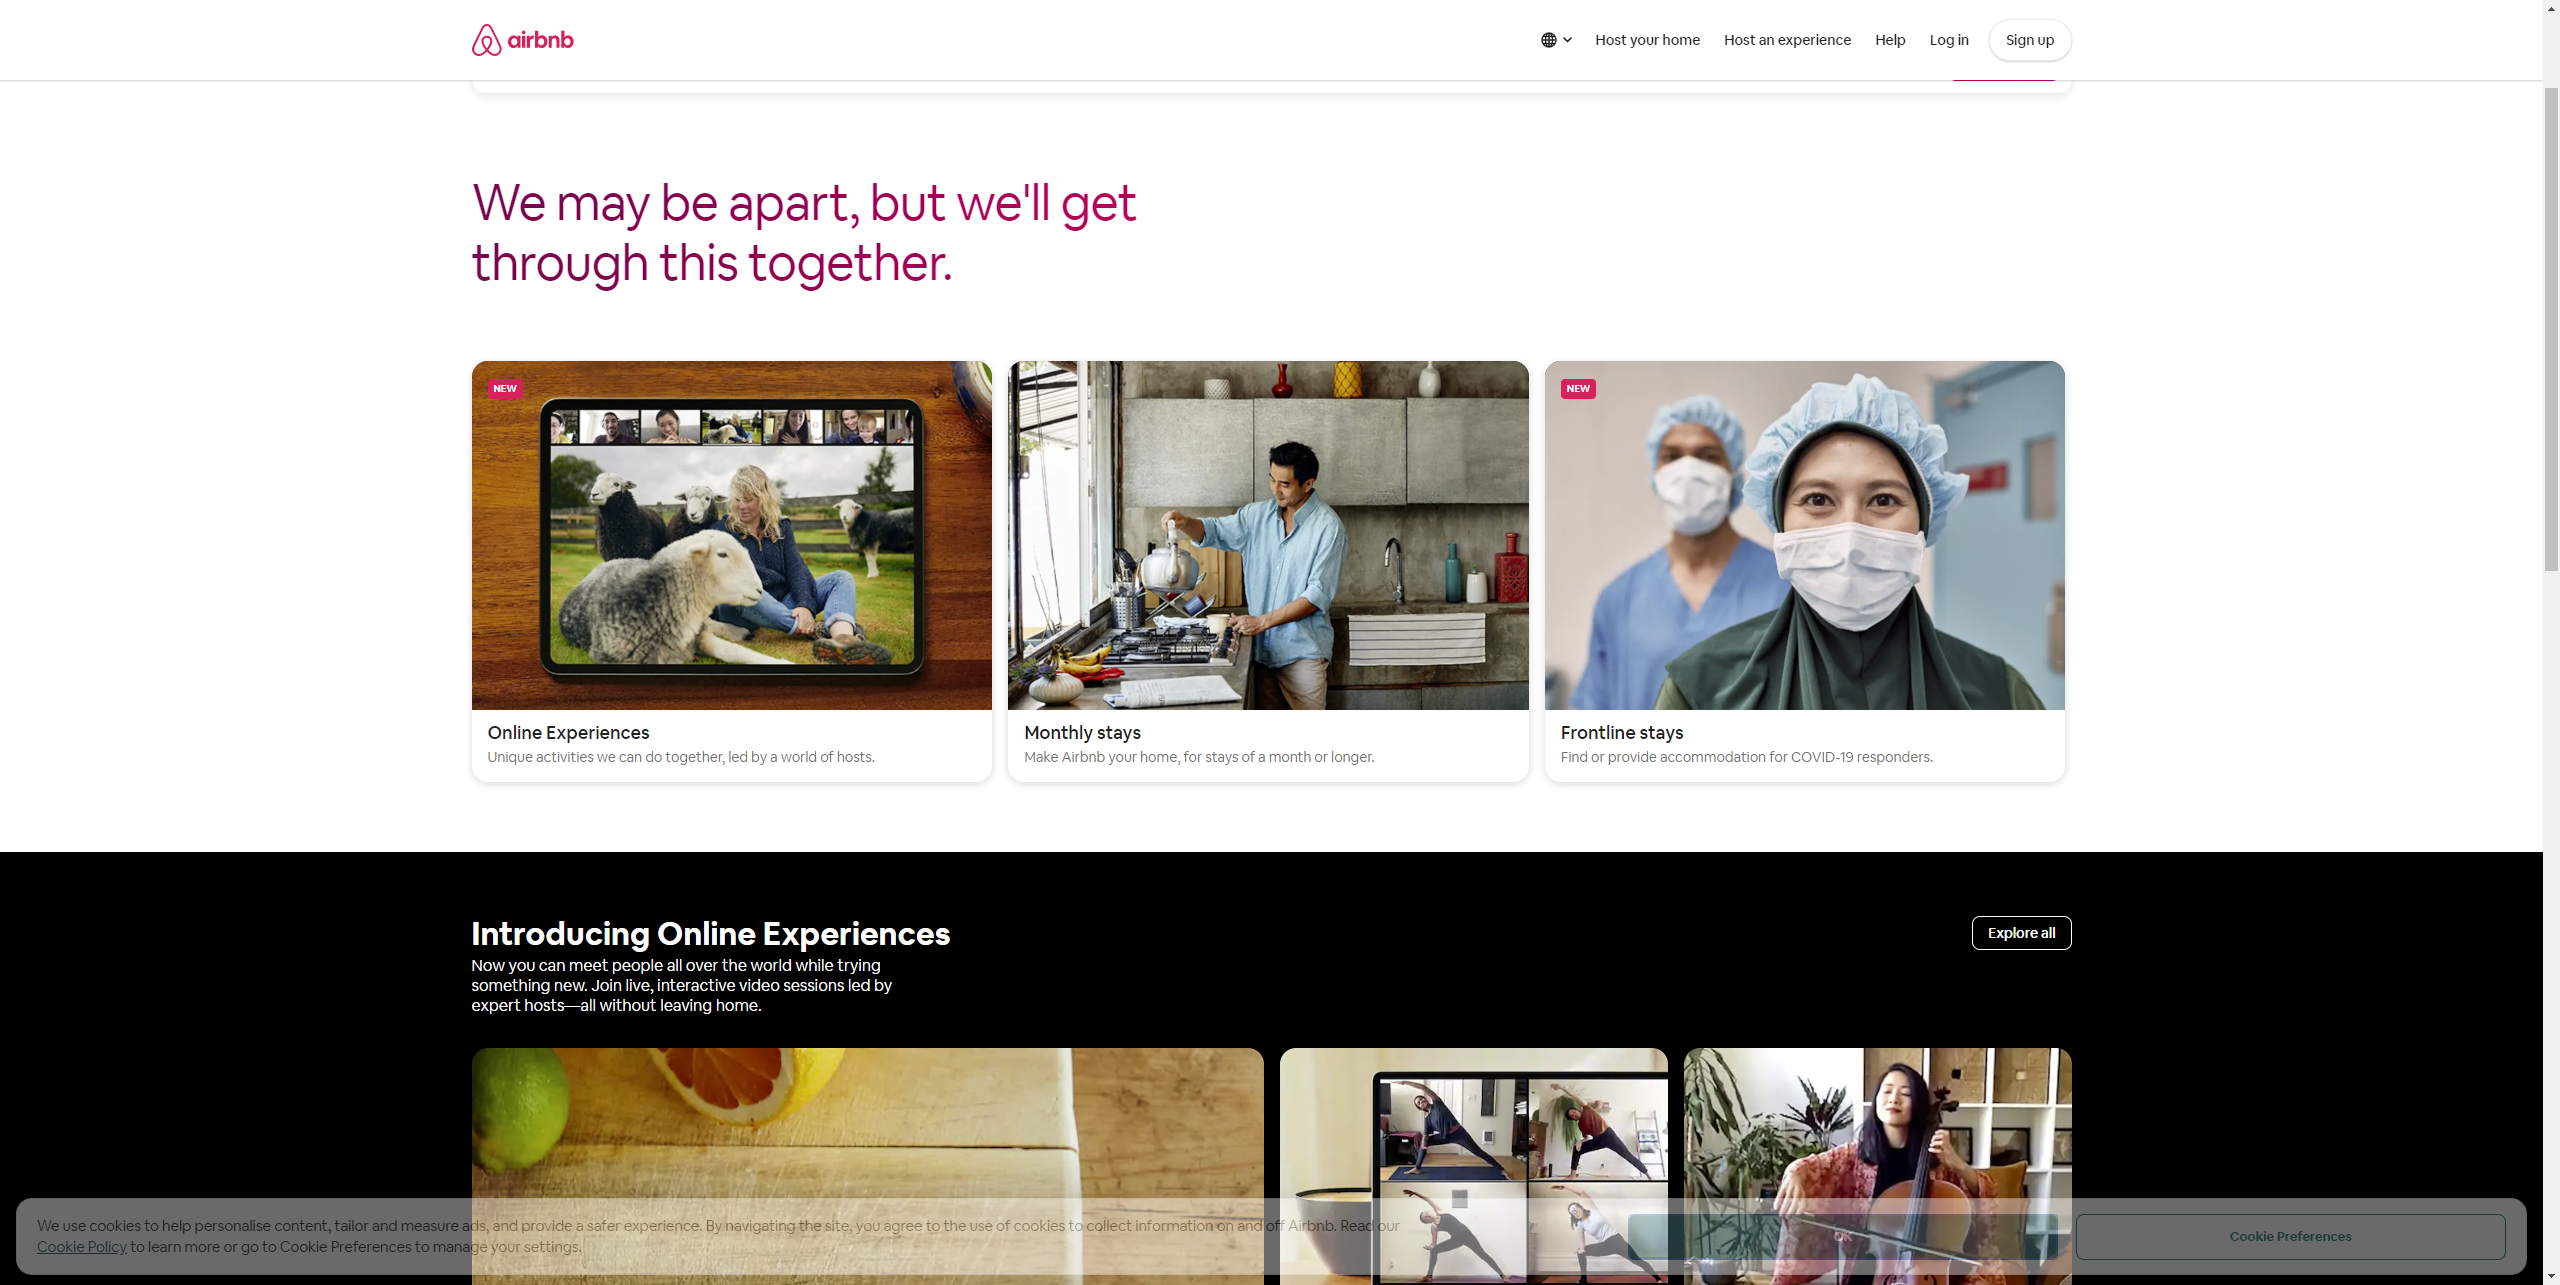 airbnb
Host your home
Host an experience
Help
Log in
Sign up
We may be apart, but we'll get
through this together.
NEW
NEW
Online Experiences
Unique activities we can do together, led by a world of hosts.
Monthly stays
Make Airbnb your home, for stays of a month or longer.
Frontline stays
Find or provide accommodation for COVID-19 responders.
Introducing Online Experiences
Explore all
Now you can meet people all over the world while trying
something new. Join live, interactive video sessions led by
expert hosts—all without leaving home.
We use cookies to help personalise content, tailor and measure ads, and provide a safer experience. By navigating the site, you agree to the use of cookies to collect information on and off Airbnb. Read our
Cookie Policy to learn more or go to Cookie Preferences to manage your settings.
OK
Cookie Preferences